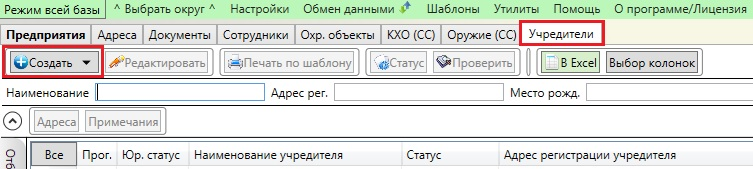 Режим всей базы ^ Выбрать округ ^ Настройки Обмен данными Шаблоны Утилиты Помощь О программе/Лицензия
Предприятия Адреса Документы Сотрудники Охр. объекты КХО (СС) Оружие (СС) Учредители
Создать Редактировать Печать по шаблону Статус Проверить В Excel Выбор колонок
Наименование Адрес рег. Место рожд.
Адреса Примечания
Отб
Все Прог. Юр. статус Наименование учредителя Статус Адрес регистрации учредителя